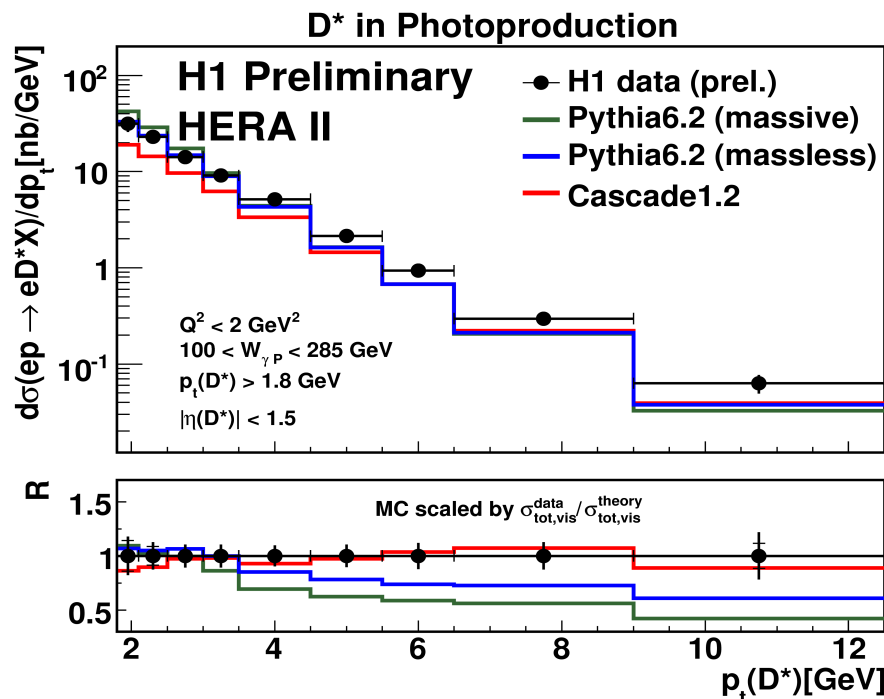 D* in Photoproduction
H1 Preliminary
HERA II
H1 data (prel.)
Pythia6.2 (massive)
Pythia6.2 (massless)
Cascade1.2
dσ(ep → eD*X)/dp_t[nb/GeV]
10²
10
1
10⁻¹
Q² < 2 GeV²
100 < W_γ P < 285 GeV
p_t(D*) > 1.8 GeV
|η(D*)| < 1.5
R
MC scaled by σ^data_tot,vis/σ^theory_tot,vis
1.5
1
0.5
2 4 6 8 10 12
p_t(D*)[GeV]